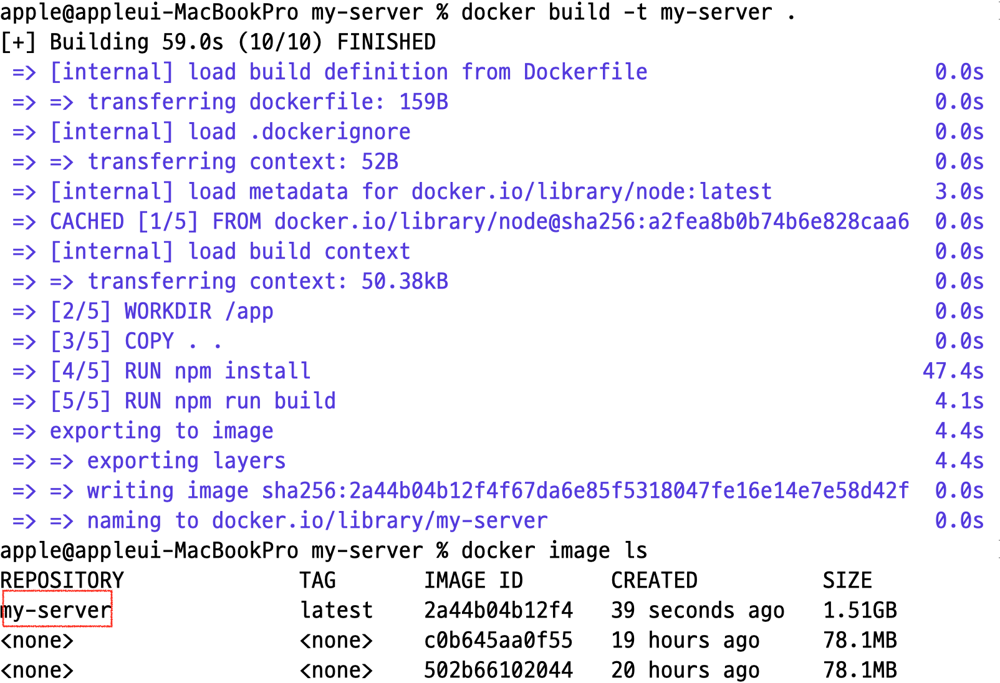 apple@appleui-MacBookPro my-server % docker build -t my-server .
[+] Building 59.0s (10/10) FINISHED
=> [internal] load build definition from Dockerfile 0.0s
=> => transferring dockerfile: 159B 0.0s
=> [internal] load .dockerignore 0.0s
=> => transferring context: 52B 0.0s
=> [internal] load metadata for docker.io/library/node:latest 3.0s
=> CACHED [1/5] FROM docker.io/library/node@sha256:a2fea8b0b74b6e828caa6 0.0s
=> [internal] load build context 0.0s
=> => transferring context: 50.38kB 0.0s
=> [2/5] WORKDIR /app 0.0s
=> [3/5] COPY . . 0.0s
=> [4/5] RUN npm install 47.4s
=> [5/5] RUN npm run build 4.1s
=> exporting to image 4.4s
=> => exporting layers 4.4s
=> => writing image sha256:2a44b04b12f4f67da6e85f5318047fe16e14e7e58d42f 0.0s
=> => naming to docker.io/library/my-server 0.0s
apple@appleui-MacBookPro my-server % docker image ls
REPOSITORY TAG IMAGE ID CREATED SIZE
my-server latest 2a44b04b12f4 39 seconds ago 1.51GB
<none> <none> c0b645aa0f55 19 hours ago 78.1MB
<none> <none> 502b66102044 20 hours ago 78.1MB